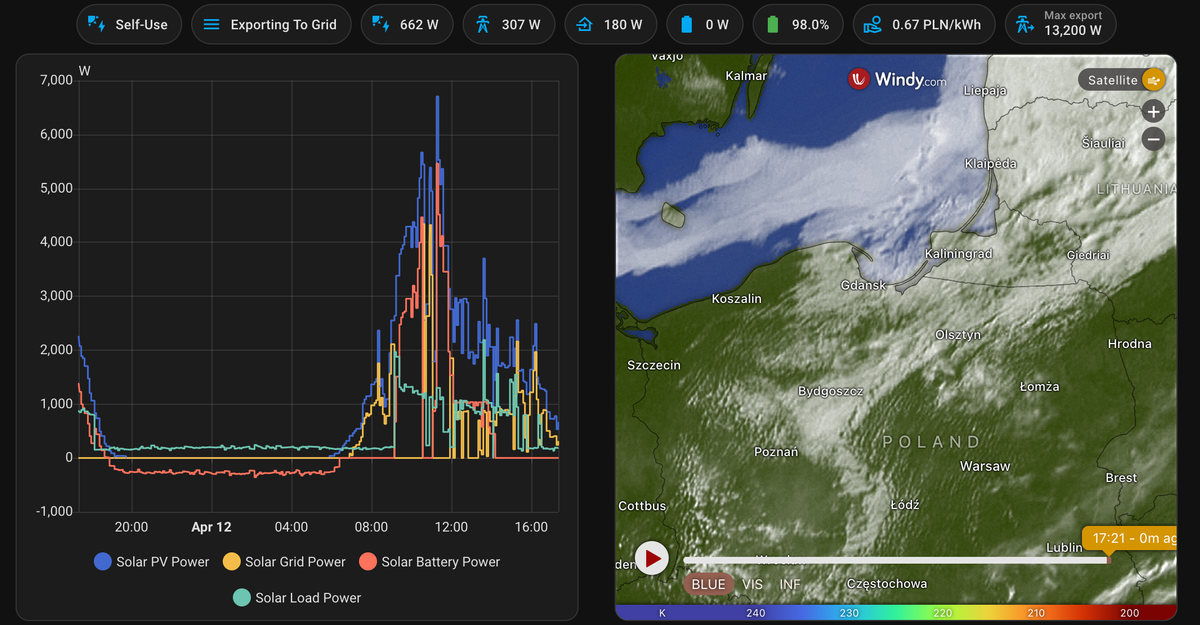 Self-Use
Exporting To Grid
662 W
307 W
180 W
0 W
98.0%
0.67 PLN/kWh
Max export
13,200 W
W
7,000
6,000
5,000
4,000
3,000
2,000
1,000
0
-1,000
20:00
Apr 12
04:00
08:00
12:00
16:00
Solar PV Power
Solar Grid Power
Solar Battery Power
Solar Load Power
Kalmar
Windy.com
Satellite
Liepaja
+
−
Šiauliai
Klaipėda
LITHUANIA
Kaliningrad
Giedriai
Gdańsk
Koszalin
Olsztyn
Hrodna
Szczecin
Bydgoszcz
Łomża
POLAND
Poznań
Warsaw
Brest
Cottbus
Łódź
17:21 - 0m ag
Lublin
BLUE
VIS
INF
Częstochowa
K
240
230
220
210
200